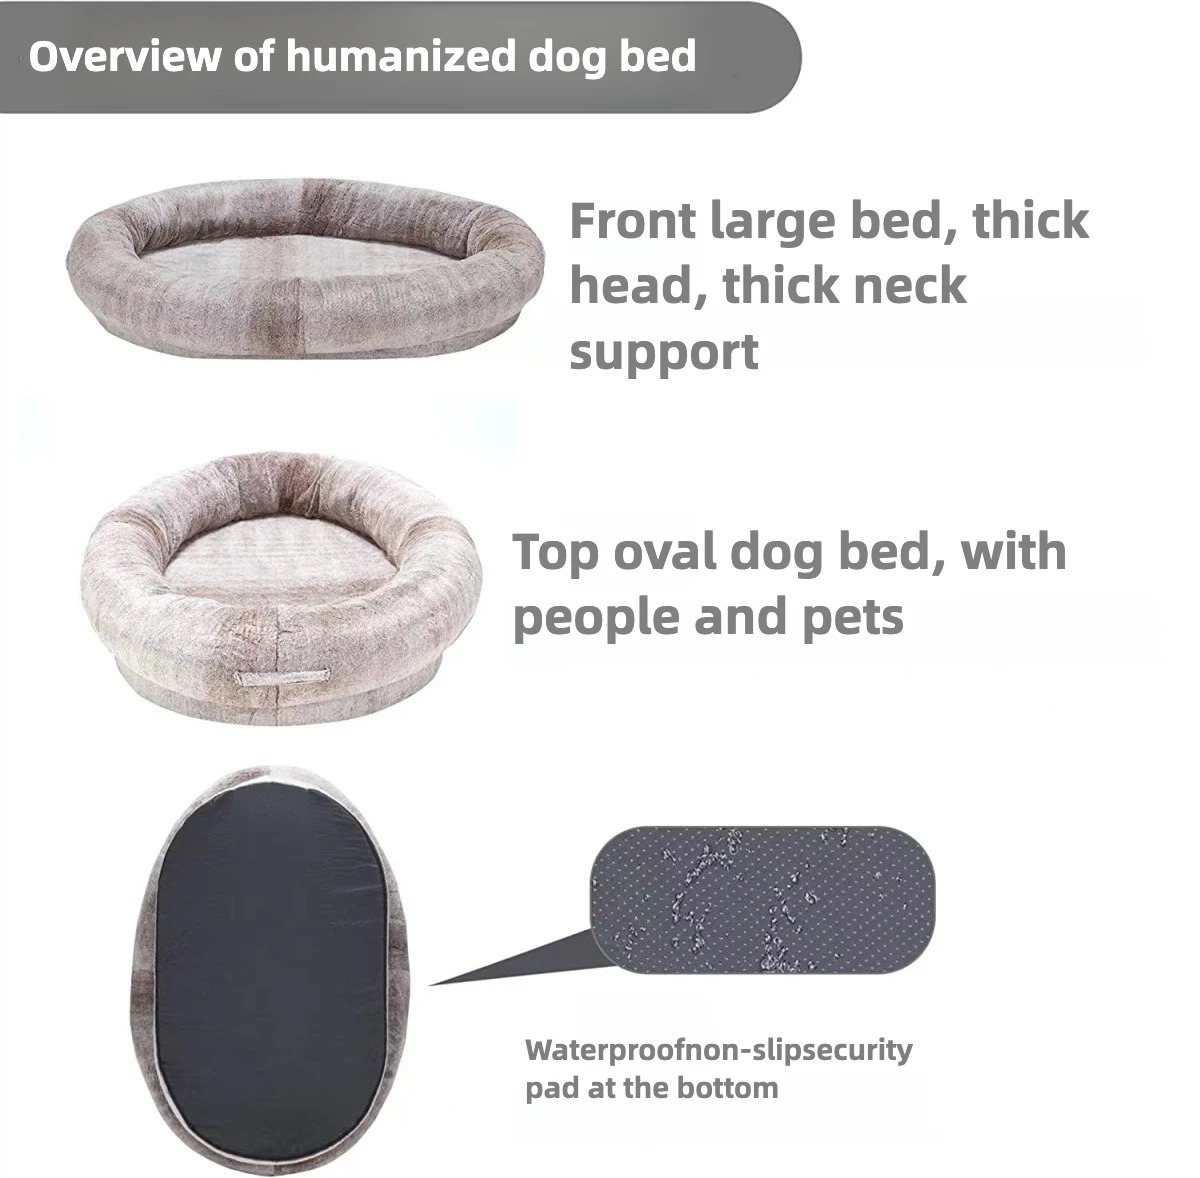 Overview of humanized dog bed
Front large bed, thick
head, thick neck
support
Top oval dog bed, with
people and pets
Waterproofnon-slipsecurity
pad at the bottom